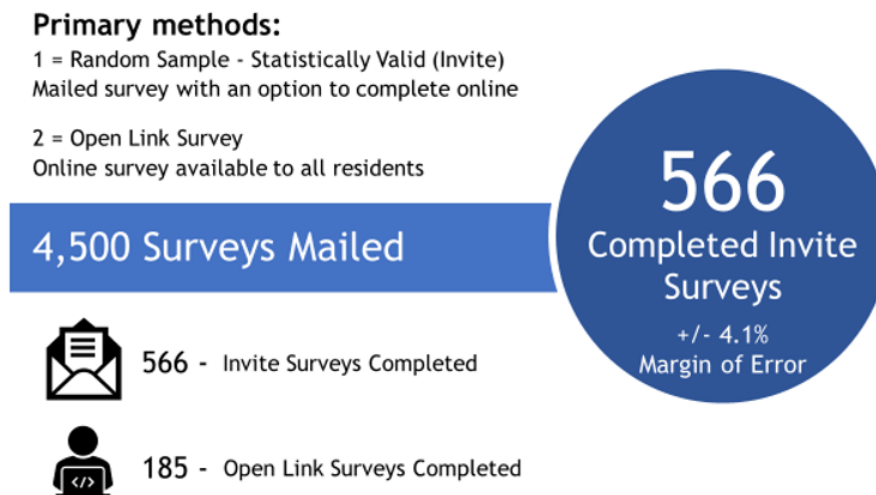 Primary methods:
1 = Random Sample - Statistically Valid (Invite)
Mailed survey with an option to complete online
2 = Open Link Survey
Online survey available to all residents
4,500 Surveys Mailed
566
Completed Invite
Surveys
+/- 4.1%
Margin of Error
566 - Invite Surveys Completed
185 - Open Link Surveys Completed